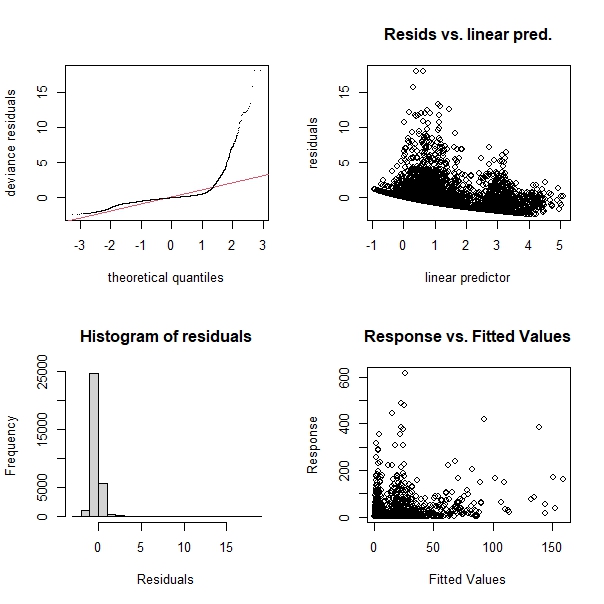 deviance residuals
15
10
5
0
-3 -2 -1 0 1 2 3
theoretical quantiles
Resids vs. linear pred.
residuals
15
10
5
0
-1 0 1 2 3 4 5
linear predictor
Histogram of residuals
Frequency
25000
15000
5000
0
0 5 10 15
Residuals
Response vs. Fitted Values
Response
600
400
200
0
0 50 100 150
Fitted Values